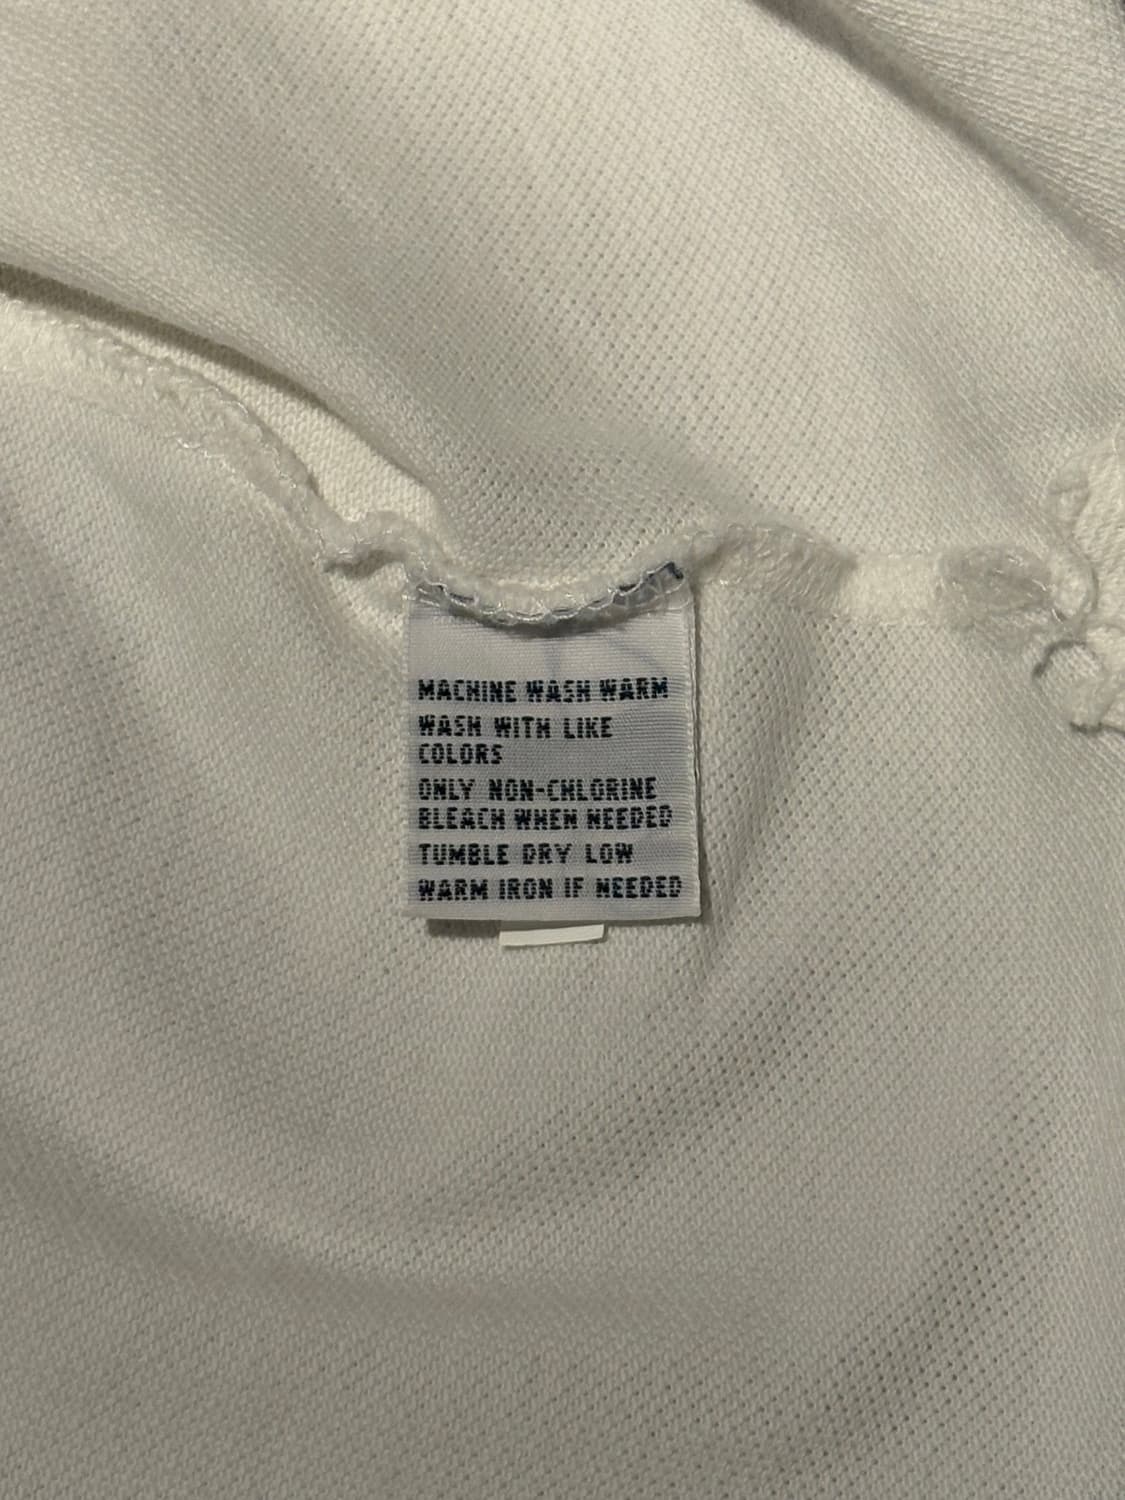 MACHINE WASH WARM
WASH WITH LIKE
COLORS
ONLY NON-CHLORINE
BLEACH WHEN NEEDED
TUMBLE DRY LOW
WARM IRON IF NEEDED